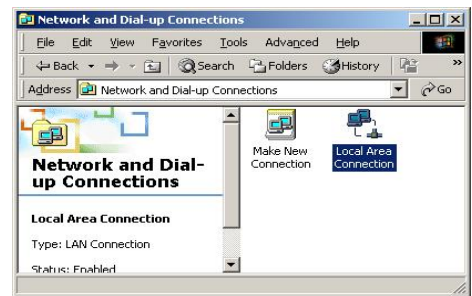 Network and Dial-up Connections
File Edit View Favorites Tools Advanced Help
Back Search Folders History »
Address Network and Dial-up Connections Go
Network and Dial-
up Connections
Local Area Connection
Type: LAN Connection
Status: Enabled
Make New
Connection
Local Area
Connection